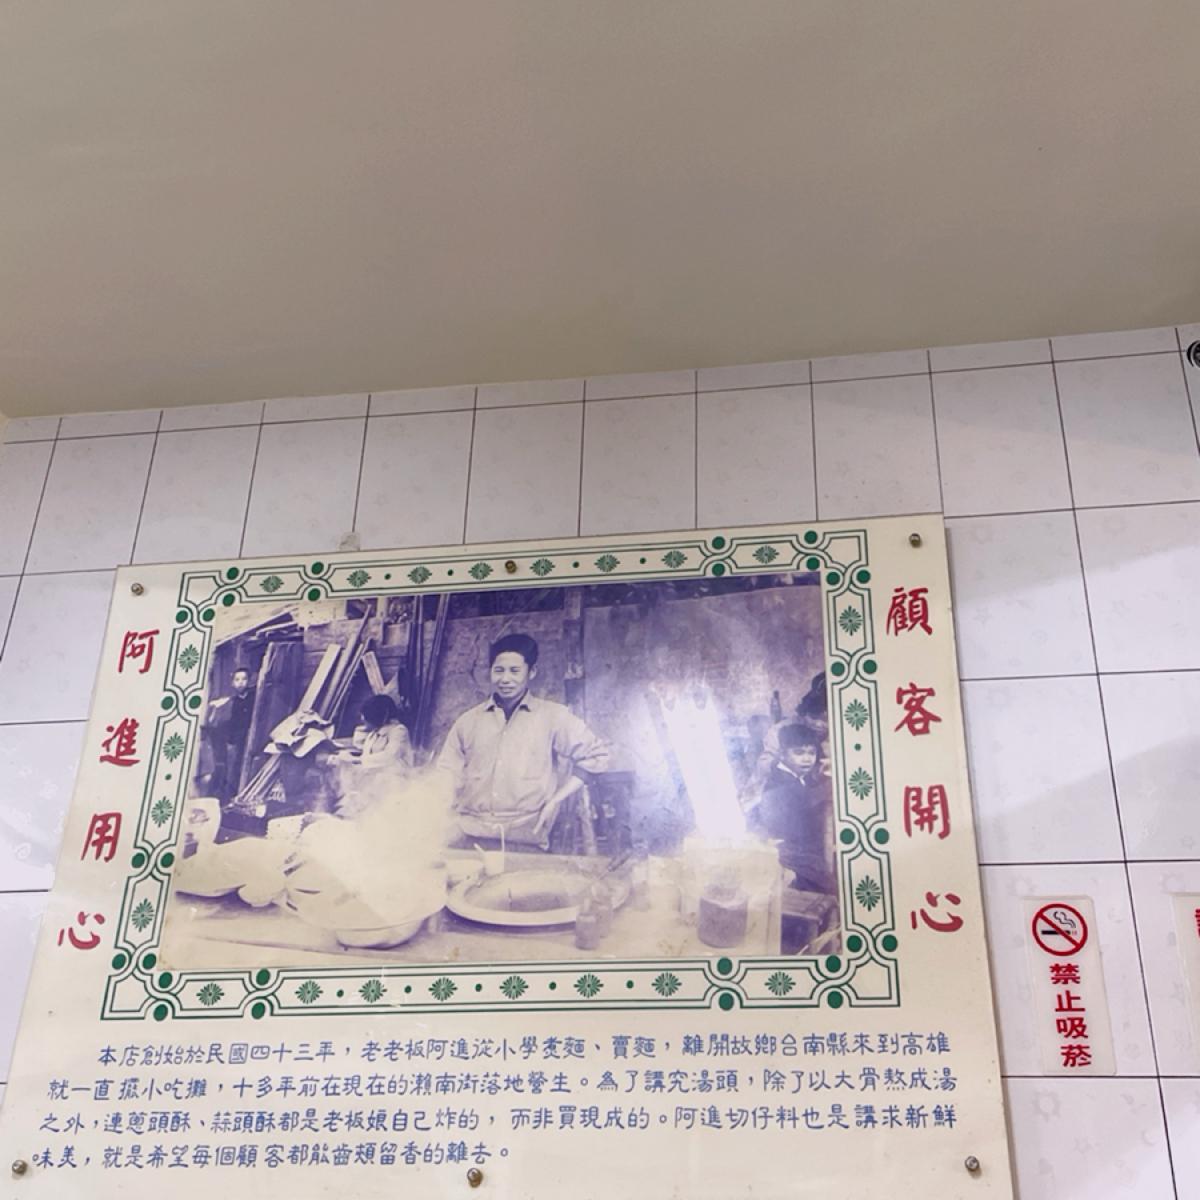 阿進用心
顧客開心
本店創始於民國四十三年，老老板阿進從小學煮麵、賣麵，離開故鄉台南縣來到高雄
就一直擺小吃攤，十多年前在現在的瀨南街落地營生。為了講究湯頭，除了以大骨熬成湯
之外，連蔥頭酥、蒜頭酥都是老板娘自己炸的，而非買現成的。阿進切仔料也是講求新鮮
味美，就是希望每個顧客都能齒頰留香的離去。
禁止吸菸